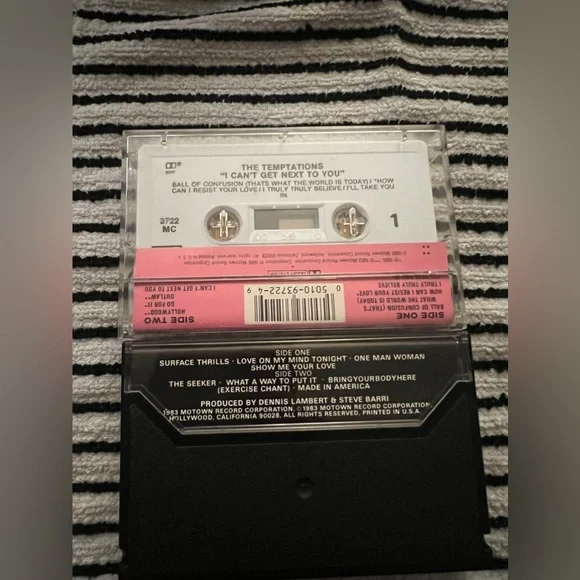 THE TEMPTATIONS
"I CAN'T GET NEXT TO YOU"
BALL OF CONFUSION (THATS WHAT THE WORLD IS TODAY) / *HOW
CAN I RESIST YOUR LOVE / I TRULY TRULY BELIEVE / I'LL TAKE YOU
IN
3722
MC
1
SIDE ONE
BALL OF CONFUSION (THAT'S
WHAT THE WORLD IS TODAY)
HOW CAN I RESIST YOUR LOVE*
I TRULY TRULY BELIEVE
0 5010-93722-4 9
SIDE TWO
HOLLYWOOD**
GO FOR IT
OUTLAW**
I CAN'T GET NEXT TO YOU
SIDE ONE
SURFACE THRILLS · LOVE ON MY MIND TONIGHT · ONE MAN WOMAN
SHOW ME YOUR LOVE
SIDE TWO
THE SEEKER · WHAT A WAY TO PUT IT · BRINGYOURBODYHERE
(EXERCISE CHANT) · MADE IN AMERICA
PRODUCED BY DENNIS LAMBERT & STEVE BARRI
1983 MOTOWN RECORD CORPORATION, ©1983 MOTOWN RECORD CORPORATION,
HOLLYWOOD, CALIFORNIA 90028. ALL RIGHTS RESERVED. PRINTED IN U.S.A.